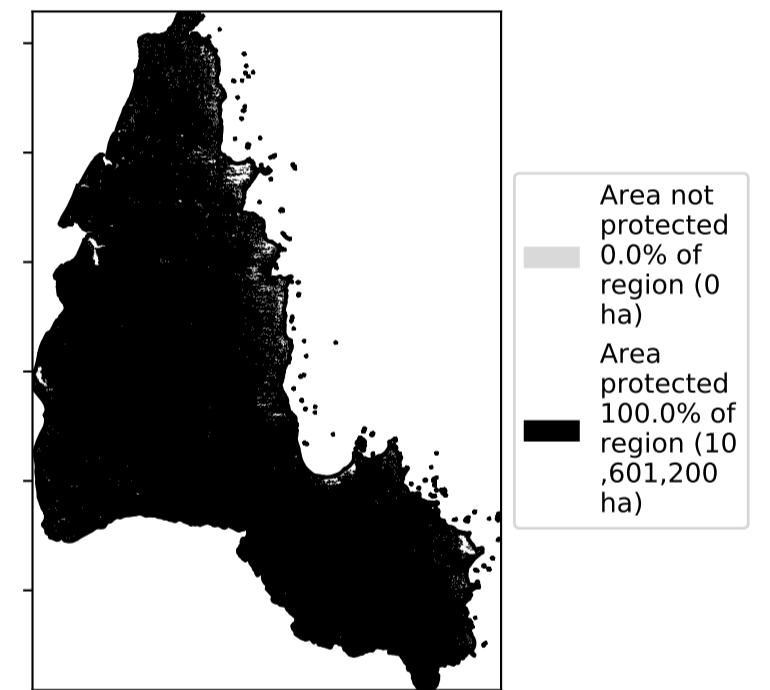 Area not
protected
0.0% of
region (0
ha)
Area
protected
100.0% of
region (10
,601,200
ha)